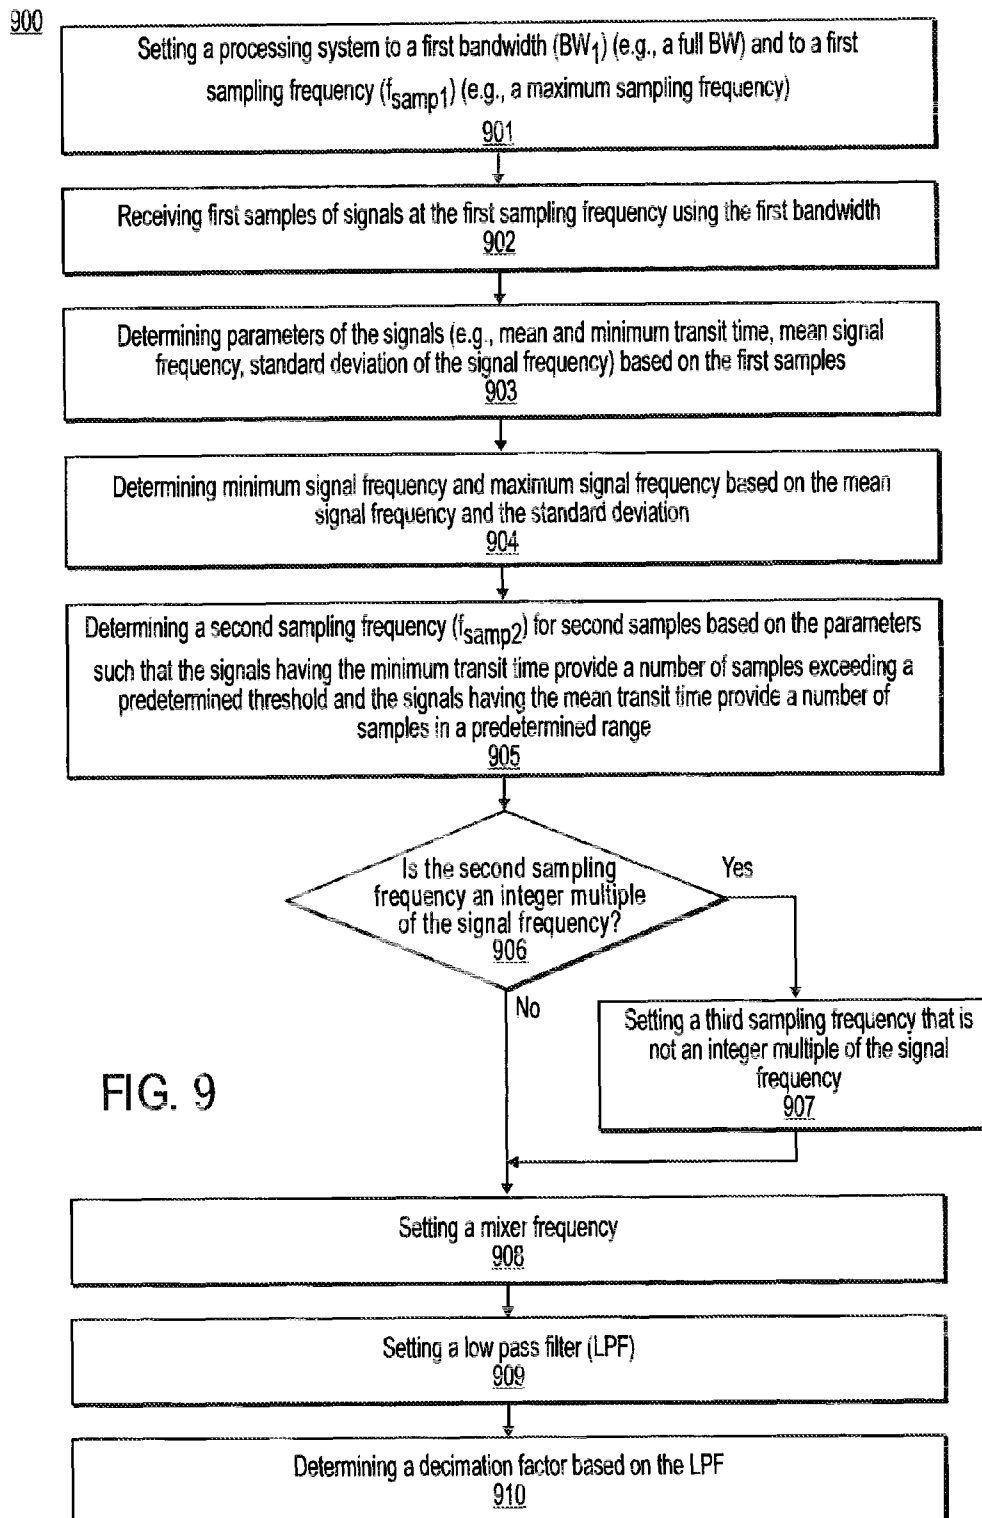 900
Setting a processing system to a first bandwidth (BW1) (e.g., a full BW) and to a first
sampling frequency (fsamp1) (e.g., a maximum sampling frequency)
901
Receiving first samples of signals at the first sampling frequency using the first bandwidth
902
Determining parameters of the signals (e.g., mean and minimum transit time, mean signal
frequency, standard deviation of the signal frequency) based on the first samples
903
Determining minimum signal frequency and maximum signal frequency based on the mean
signal frequency and the standard deviation
904
Determining a second sampling frequency (fsamp2) for second samples based on the parameters
such that the signals having the minimum transit time provide a number of samples exceeding a
predetermined threshold and the signals having the mean transit time provide a number of
samples in a predetermined range
905
Is the second sampling
frequency an integer multiple
of the signal frequency?
906
Yes
No
Setting a third sampling frequency that is
not an integer multiple of the signal
frequency
907
FIG. 9
Setting a mixer frequency
908
Setting a low pass filter (LPF)
909
Determining a decimation factor based on the LPF
910